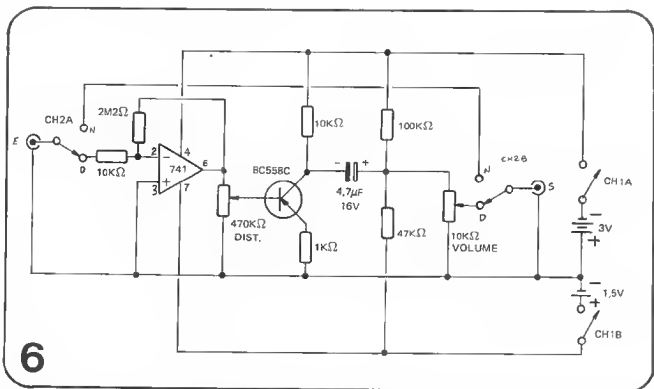 CH2A
N
2M2Ω
E
D
10KΩ
2
4
741
6
3
7
470KΩ
DIST.
10KΩ
BC558C
1KΩ
4,7µF
16V
100KΩ
47KΩ
CH2B
N
D
S
10KΩ
VOLUME
CH1A
3V
1,5V
CH1B
6